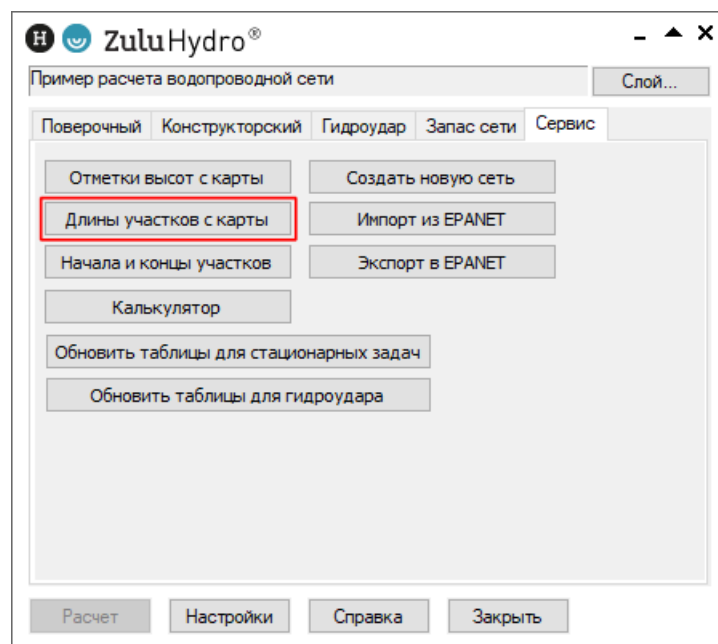 ZuluHydro®
Пример расчета водопроводной сети
Слой...
Поверочный Конструкторский Гидроудар Запас сети Сервис
Отметки высот с карты Создать новую сеть
Длины участков с карты Импорт из EPANET
Начала и концы участков Экспорт в EPANET
Калькулятор
Обновить таблицы для стационарных задач
Обновить таблицы для гидроудара
Расчет Настройки Справка Закрыть